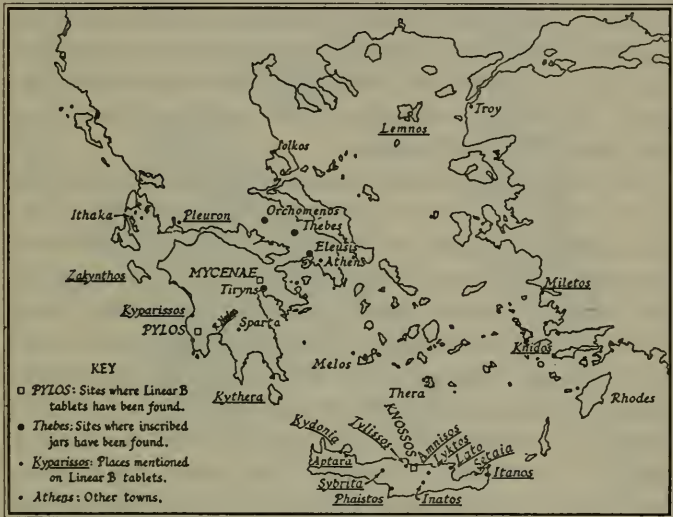 Troy
Lemnos
Iolkos
Ithaka
Pleuron
Orchomenos
Thebes
Eleusis
Athens
Zakynthos
MYCENAE
Tiryns
Miletos
Kyparissos
PYLOS
Sparta
Knidos
Melos
Thera
Kythera
Rhodes
KEY
PYLOS: Sites where Linear B
tablets have been found.
Thebes: Sites where inscribed
jars have been found.
Kyparissos: Places mentioned
on Linear B tablets.
Athens: Other towns.
Kydonia
Tylissos
KNOSSOS
Amnisos
Lyktos
Lato
Setaia
Aptara
Itanos
Sybrita
Phaistos
Inatos